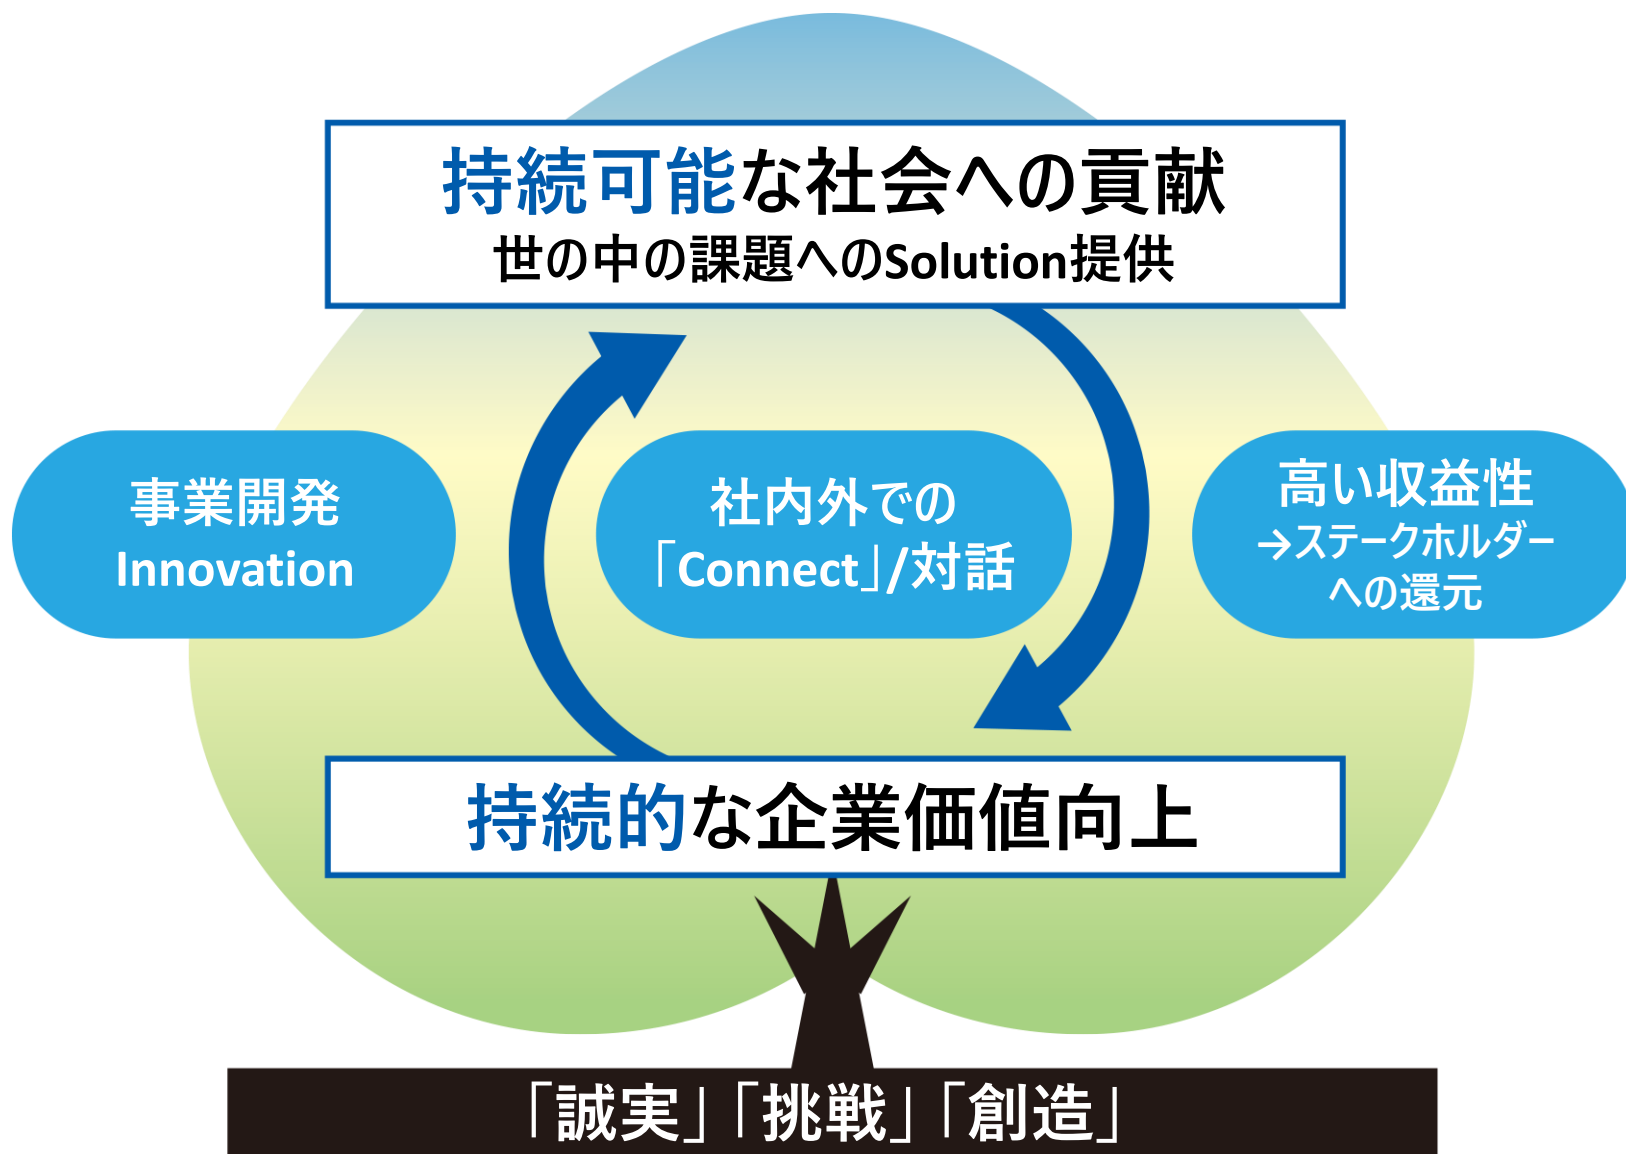 持続可能な社会への貢献
世の中の課題へのSolution提供
事業開発
Innovation
社内外での
「Connect」/対話
高い収益性
→ステークホルダー
への還元
持続的な企業価値向上
「誠実」「挑戦」「創造」